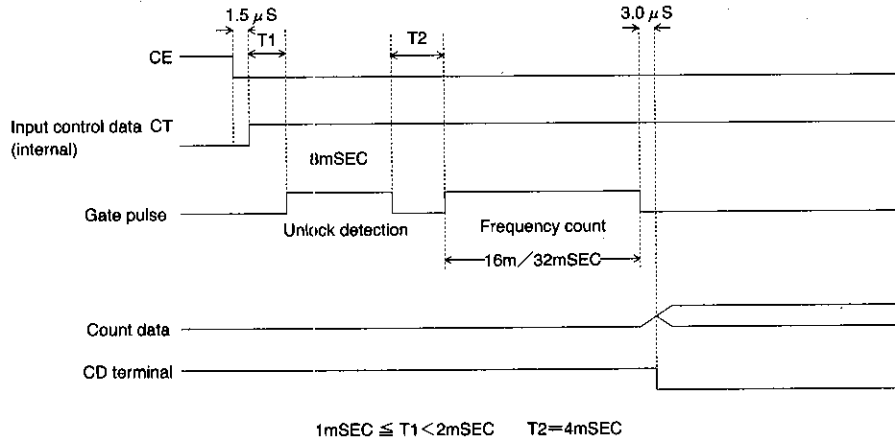 1.5 μS
3.0 μS
T1
T2
CE
Input control data CT
(internal)
8mSEC
Gate pulse
Unlock detection
Frequency count
16m/32mSEC
Count data
CD terminal
1mSEC ≦ T1<2mSEC T2=4mSEC